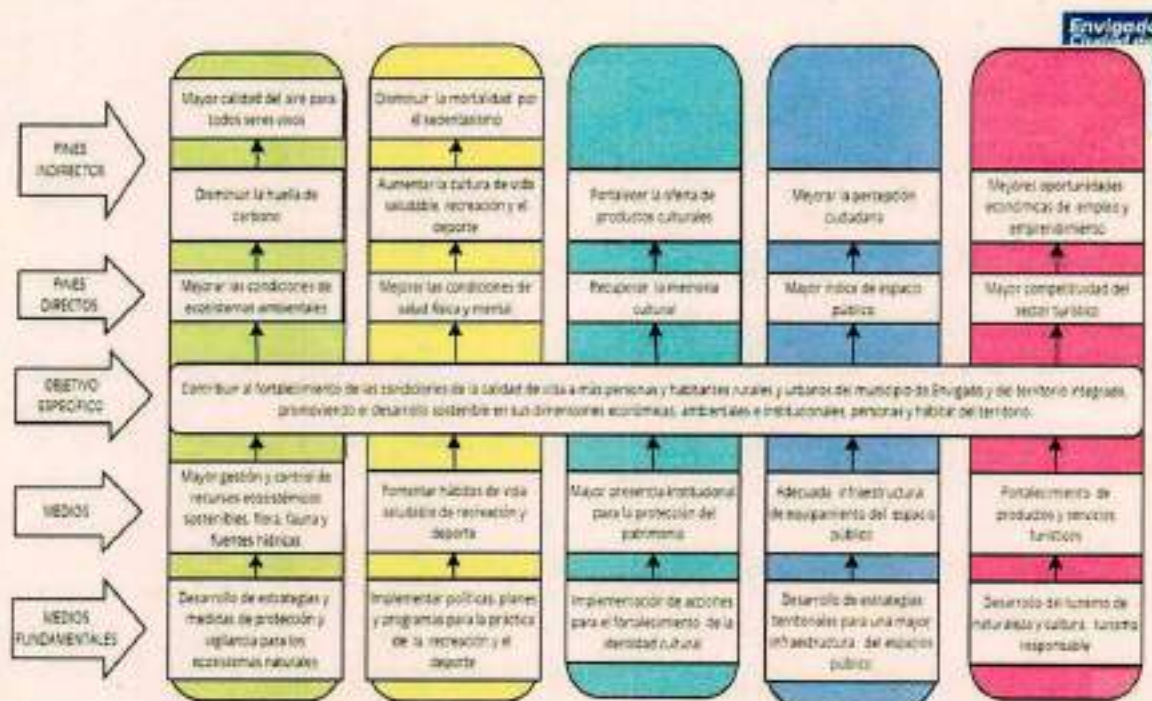 Envigado
Ciudad de
FINES
INDIRECTOS
Mayor calidad del aire para
todos seres vivos
Disminuir la mortalidad por
el sedentarismo
Disminuir la huella de
carbono
Aumentar la cultura de vida
saludable, recreación y el
deporte
Fortalecer la oferta de
productos culturales
Mejorar la percepción
ciudadana
Mejores oportunidades
económicas de empleo y
emprendimiento
FINES
DIRECTOS
Mejorar las condiciones de
ecosistemas ambientales
Mejorar las condiciones de
salud física y mental
Recuperar la memoria
cultural
Mayor índice de espacio
público
Mayor competitividad del
sector turístico
OBJETIVO
ESPECÍFICO
Contribuir al fortalecimiento de las condiciones de la calidad de vida a más personas y habitantes rurales y urbanos del municipio de Envigado y del territorio integrado,
promoviendo el desarrollo sostenible en sus dimensiones económicas, ambientales e institucionales, personas y hábitat del territorio.
MEDIOS
Mayor gestión y control de
recursos ecosistémicos
sostenibles, flora, fauna y
fuentes hídricas
Fomentar hábitos de vida
saludable de recreación y
deporte
Mayor presencia institucional
para la protección del
patrimonio
Adecuada infraestructura
de equipamiento del espacio
público
Fortalecimiento de
productos y servicios
turísticos
MEDIOS
FUNDAMENTALES
Desarrollo de estrategias y
medidas de protección y
vigilancia para los
ecosistemas naturales
Implementar políticas, planes
y programas para la práctica
de la recreación y el
deporte
Implementación de acciones
para el fortalecimiento de la
identidad cultural
Desarrollo de estrategias
territoriales para una mayor
infraestructura del espacios
público
Desarrollo del turismo de
naturaleza y cultura, turismo
responsable